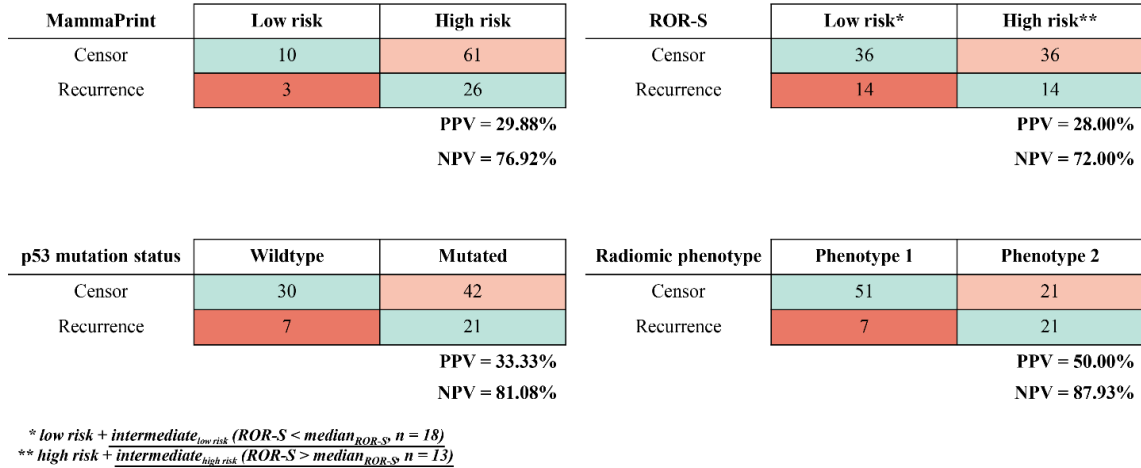 MammaPrint Low risk High risk
Censor 10 61
Recurrence 3 26
PPV = 29.88%
NPV = 76.92%
ROR-S Low risk* High risk**
Censor 36 36
Recurrence 14 14
PPV = 28.00%
NPV = 72.00%
p53 mutation status Wildtype Mutated
Censor 30 42
Recurrence 7 21
PPV = 33.33%
NPV = 81.08%
Radiomic phenotype Phenotype 1 Phenotype 2
Censor 51 21
Recurrence 7 21
PPV = 50.00%
NPV = 87.93%
* low risk + intermediate low risk (ROR-S < median ROR-S, n = 18)
** high risk + intermediate high risk (ROR-S > median ROR-S, n = 13)